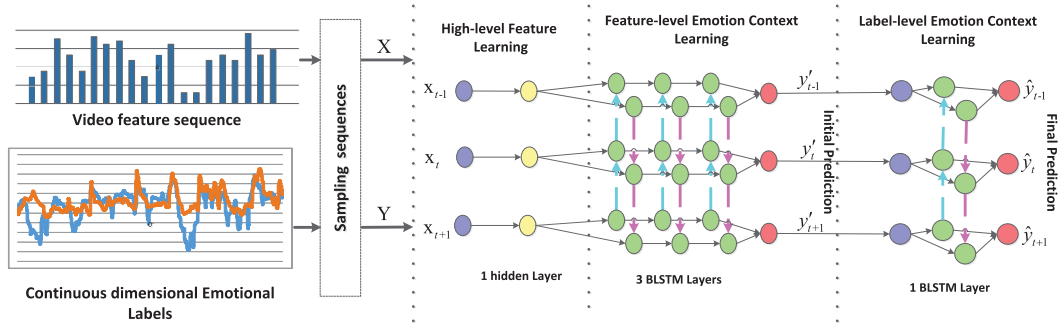 Video feature sequence
Continuous dimensional Emotional
Labels
Sampling sequences
X
Y
High-level Feature
Learning
x_{t-1}
x_t
x_{t+1}
1 hidden Layer
Feature-level Emotion Context
Learning
3 BLSTM Layers
y'_{t-1}
y'_t
y'_{t+1}
Initial Prediction
Label-level Emotion Context
Learning
ŷ_{t-1}
ŷ_t
ŷ_{t+1}
1 BLSTM Layer
Final Prediction